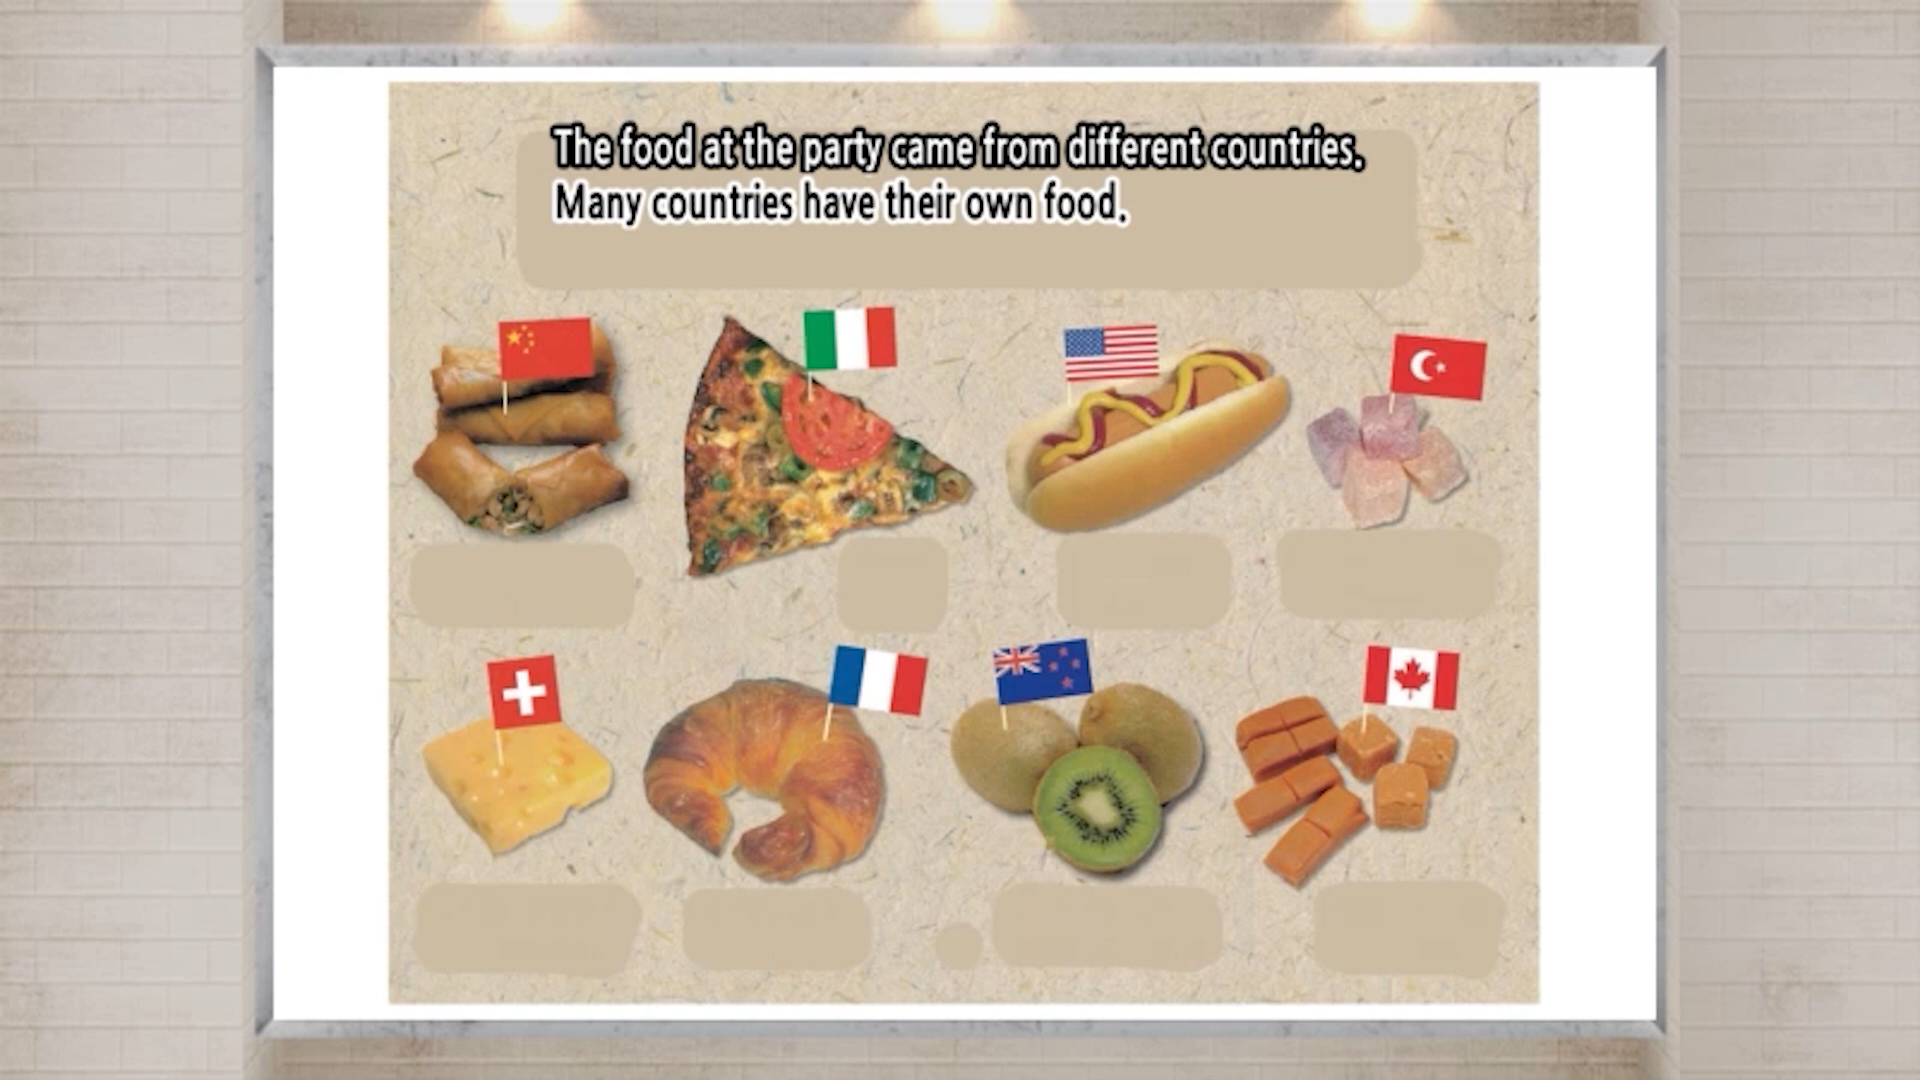 The food at the party came from different countries.
Many countries have their own food.